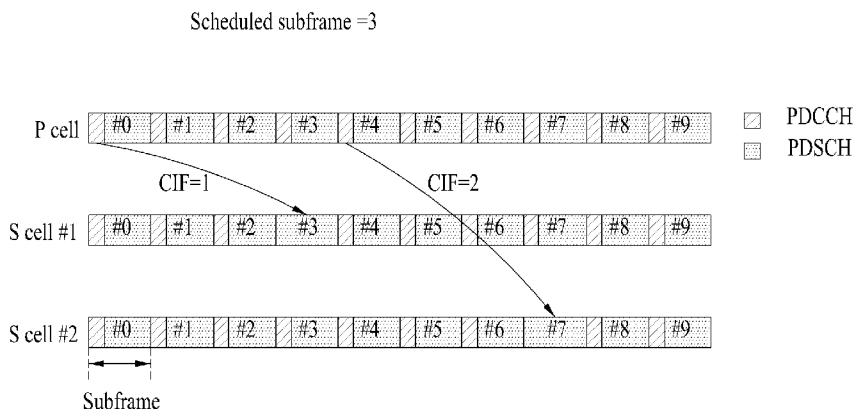 Scheduled subframe =3
P cell #0 #1 #2 #3 #4 #5 #6 #7 #8 #9
PDCCH
PDSCH
CIF=1 CIF=2
S cell #1 #0 #1 #2 #3 #4 #5 #6 #7 #8 #9
S cell #2 #0 #1 #2 #3 #4 #5 #6 #7 #8 #9
Subframe